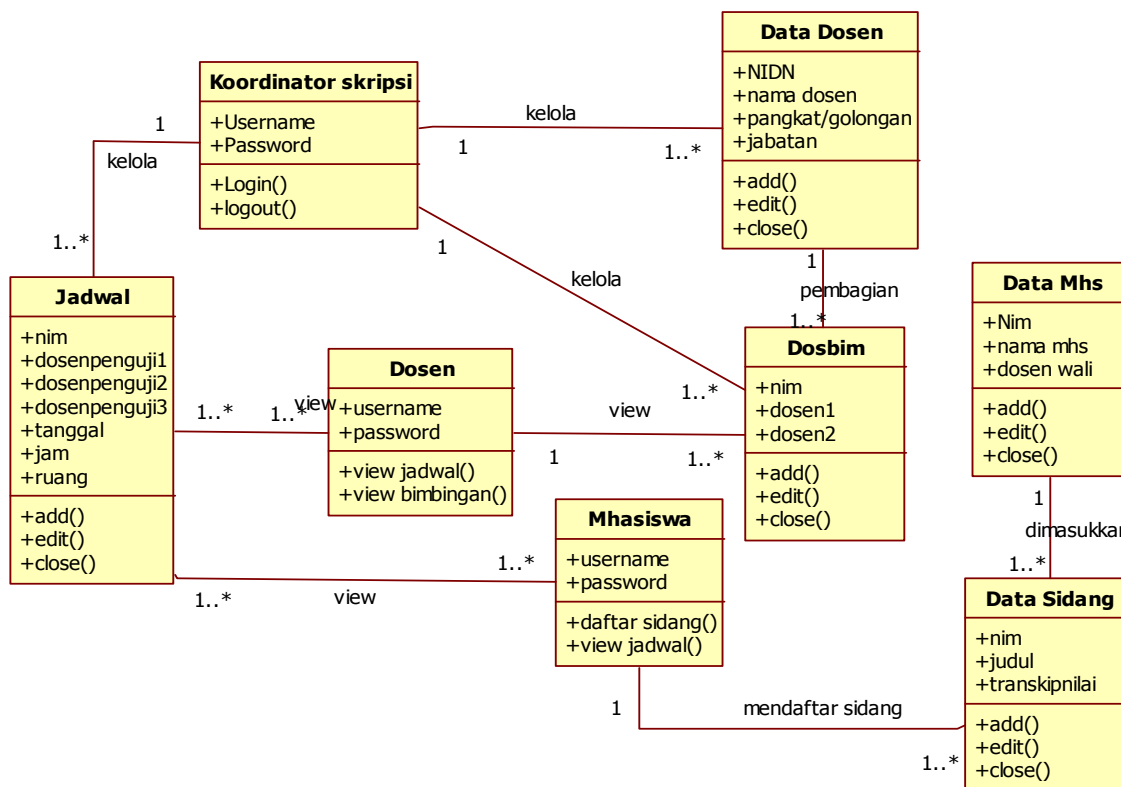 Data Dosen
+NIDN
+nama dosen
+pangkat/golongan
+jabatan
+add()
+edit()
+close()
Koordinator skripsi
+Username
+Password
+Login()
+logout()
kelola
1
1..*
1
kelola
1..*
1
kelola
1..*
1
pembagian
1..*
Jadwal
+nim
+dosenpenguji1
+dosenpenguji2
+dosenpenguji3
+tanggal
+jam
+ruang
+add()
+edit()
+close()
Dosen
+username
+password
+view jadwal()
+view bimbingan()
1..*
1..*
view
view
1
1..*
Dosbim
+nim
+dosen1
+dosen2
+add()
+edit()
+close()
Data Mhs
+Nim
+nama mhs
+dosen wali
+add()
+edit()
+close()
1
dimasukkan
1..*
Mhasiswa
+username
+password
+daftar sidang()
+view jadwal()
1..*
1..*
view
1
mendaftar sidang
1..*
Data Sidang
+nim
+judul
+transkipnilai
+add()
+edit()
+close()